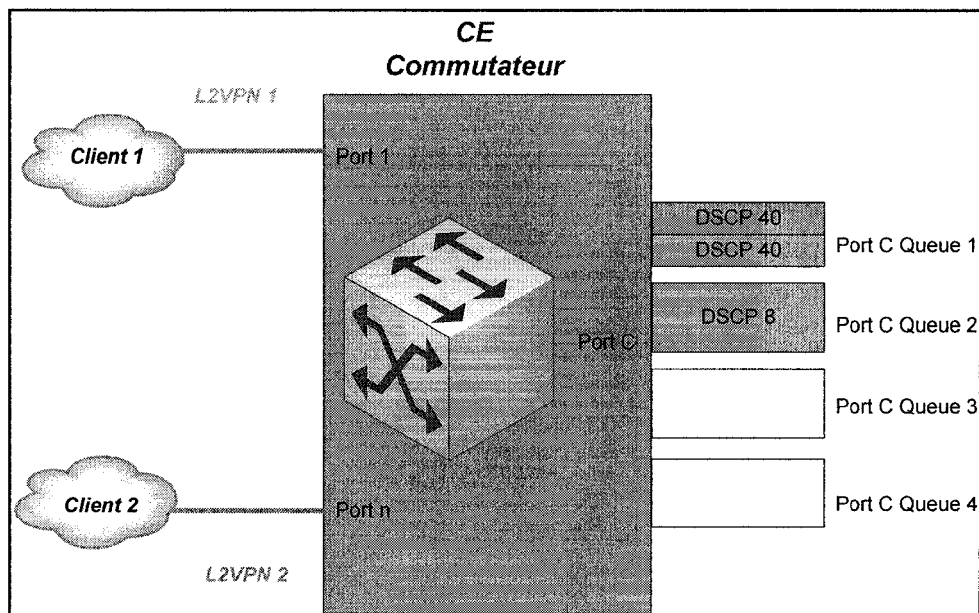 CE
Commutateur
L2VPN 1
Client 1
Port 1
DSCP 40
DSCP 40
Port C Queue 1
DSCP 8
Port C Queue 2
Port C
Port C Queue 3
Client 2
Port n
Port C Queue 4
L2VPN 2